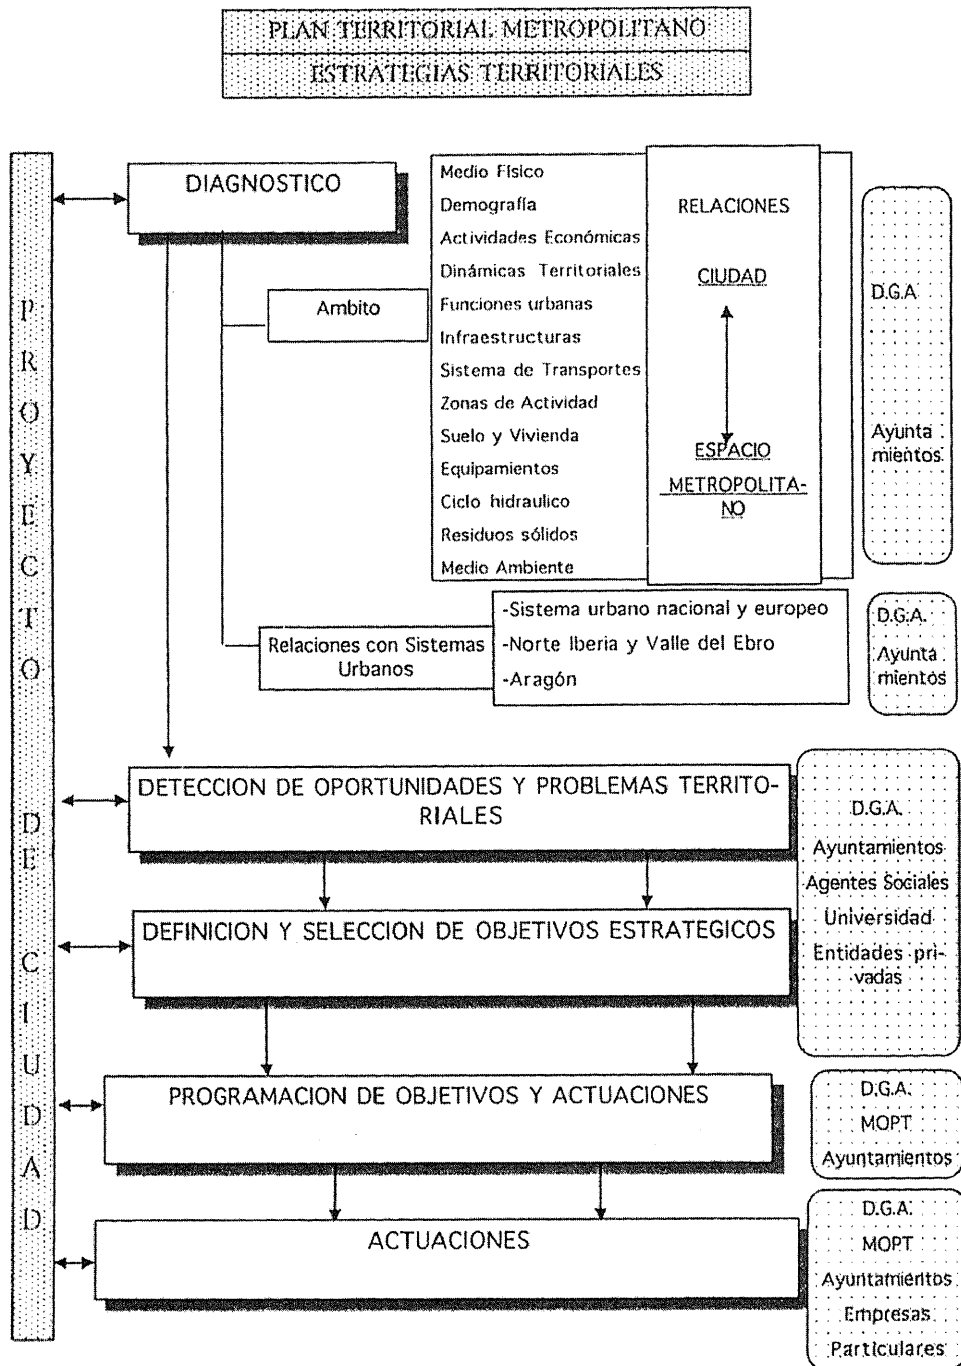 PLAN TERRITORIAL METROPOLITANO
ESTRATEGIAS TERRITORIALES
PROYECTO DE CIUDAD
DIAGNOSTICO
Ambito
Medio Físico
Demografía
Actividades Económicas
Dinámicas Territoriales
Funciones urbanas
Infraestructuras
Sistema de Transportes
Zonas de Actividad
Suelo y Vivienda
Equipamientos
Ciclo hidraulico
Residuos sólidos
Medio Ambiente
RELACIONES
CIUDAD
ESPACIO
METROPOLITA-
NO
D.G.A
Ayunta
mientos
Relaciones con Sistemas
Urbanos
-Sistema urbano nacional y europeo
-Norte Iberia y Valle del Ebro
-Aragón
D.G.A.
Ayunta
mientos
DETECCION DE OPORTUNIDADES Y PROBLEMAS TERRITO-
RIALES
DEFINICION Y SELECCION DE OBJETIVOS ESTRATEGICOS
D.G.A.
Ayuntamientos
Agentes Sociales
Universidad
Entidades pri-
vadas
PROGRAMACION DE OBJETIVOS Y ACTUACIONES
D.G.A.
MOPT
Ayuntamientos
ACTUACIONES
D.G.A.
MOPT
Ayuntamientos
Empresas
Particulares